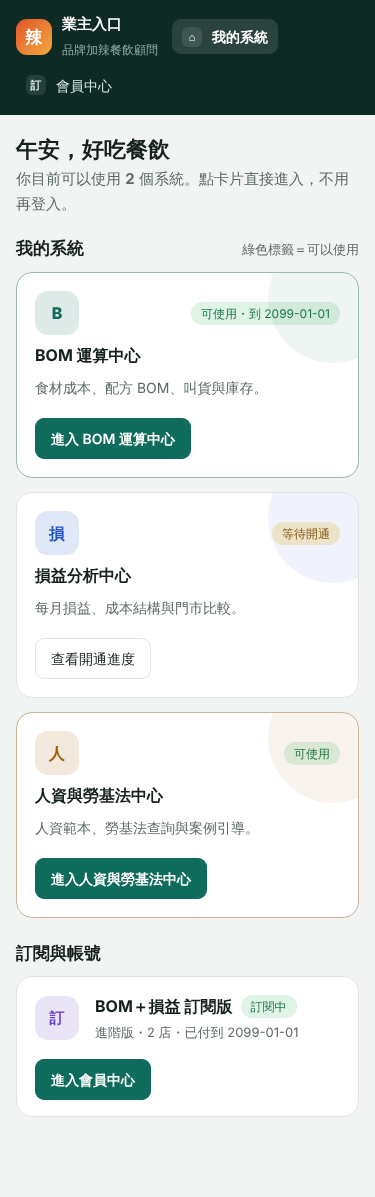 辣
業主入口
品牌加辣餐飲顧問
⌂ 我的系統
訂 會員中心
午安，好吃餐飲
你目前可以使用 2 個系統。點卡片直接進入，不用
再登入。
我的系統
綠色標籤＝可以使用
B
可使用・到 2099-01-01
BOM 運算中心
食材成本、配方 BOM、叫貨與庫存。
進入 BOM 運算中心
損
等待開通
損益分析中心
每月損益、成本結構與門市比較。
查看開通進度
人
可使用
人資與勞基法中心
人資範本、勞基法查詢與案例引導。
進入人資與勞基法中心
訂閱與帳號
訂
BOM＋損益 訂閱版 訂閱中
進階版・2 店・已付到 2099-01-01
進入會員中心